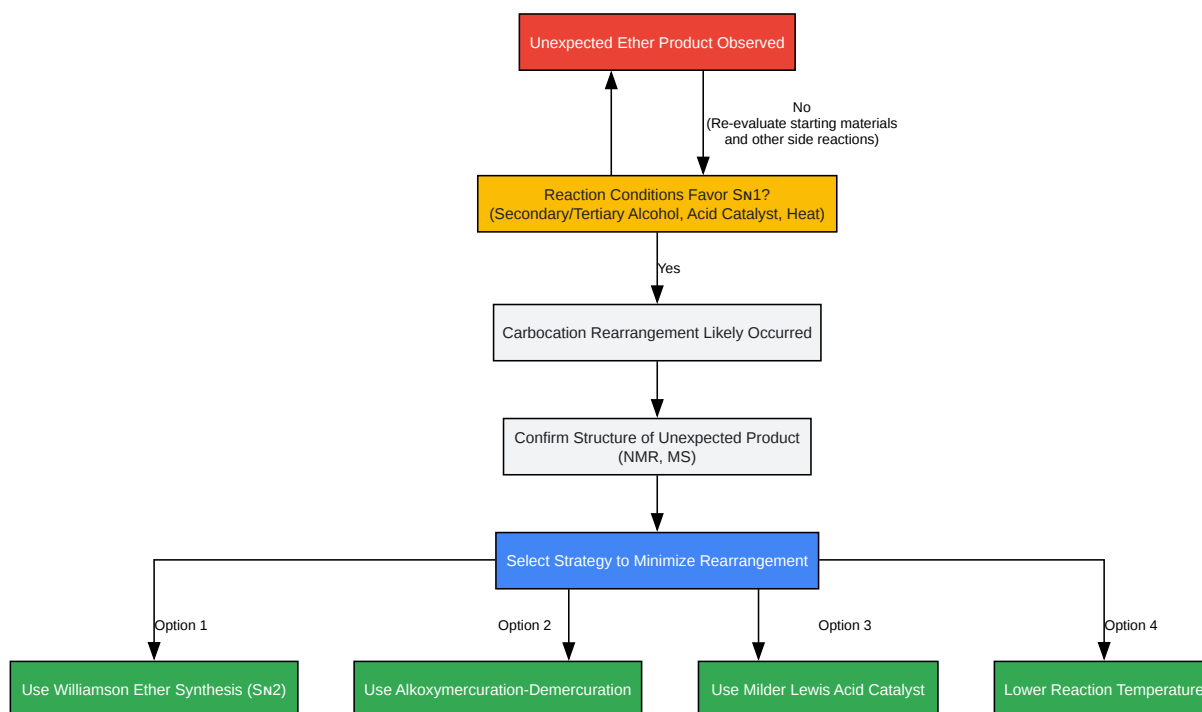 Unexpected Ether Product Observed
No
(Re-evaluate starting materials
and other side reactions)
Reaction Conditions Favor Sɴ1?
(Secondary/Tertiary Alcohol, Acid Catalyst, Heat)
Yes
Carbocation Rearrangement Likely Occurred
Confirm Structure of Unexpected Product
(NMR, MS)
Select Strategy to Minimize Rearrangement
Option 1
Option 2
Option 3
Option 4
Use Williamson Ether Synthesis (Sɴ2)
Use Alkoxymercuration-Demercuration
Use Milder Lewis Acid Catalyst
Lower Reaction Temperature